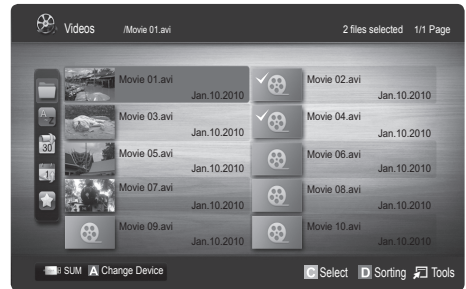 Videos /Movie 01.avi 2 files selected 1/1 Page
Movie 01.avi Movie 02.avi
Jan.10.2010 Jan.10.2010
Movie 03.avi Movie 04.avi
Jan.10.2010 Jan.10.2010
Movie 05.avi Movie 06.avi
Jan.10.2010 Jan.10.2010
Movie 07.avi Movie 08.avi
Jan.10.2010 Jan.10.2010
Movie 09.avi Movie 10.avi
Jan.10.2010 Jan.10.2010
30
1
SUM A Change Device C Select D Sorting Tools